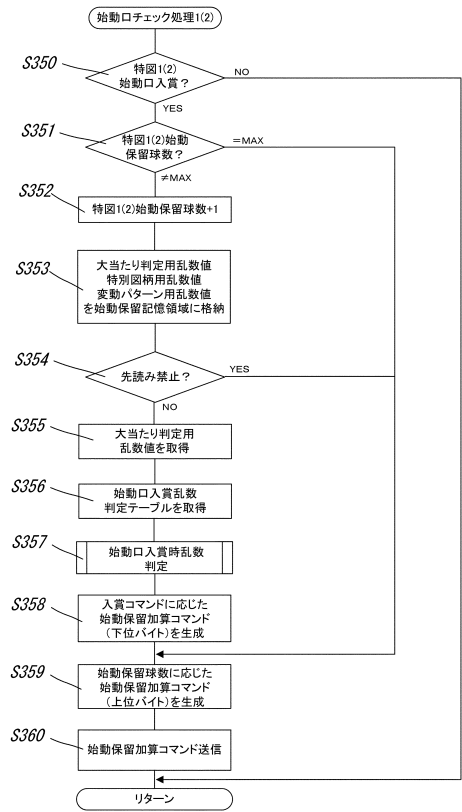 始動口チェック処理1(2)
S350
特図1(2)
始動口入賞？
NO
YES
S351
特図1(2)始動
保留球数？
＝MAX
≠MAX
S352
特図1(2)始動保留球数+1
S353
大当たり判定用乱数値
特別図柄用乱数値
変動パターン用乱数値
を始動保留記憶領域に格納
S354
先読み禁止？
YES
NO
S355
大当たり判定用
乱数値を取得
S356
始動口入賞乱数
判定テーブルを取得
S357
始動口入賞時乱数
判定
S358
入賞コマンドに応じた
始動保留加算コマンド
(下位バイト)を生成
S359
始動保留球数に応じた
始動保留加算コマンド
(上位バイト)を生成
S360
始動保留加算コマンド送信
リターン